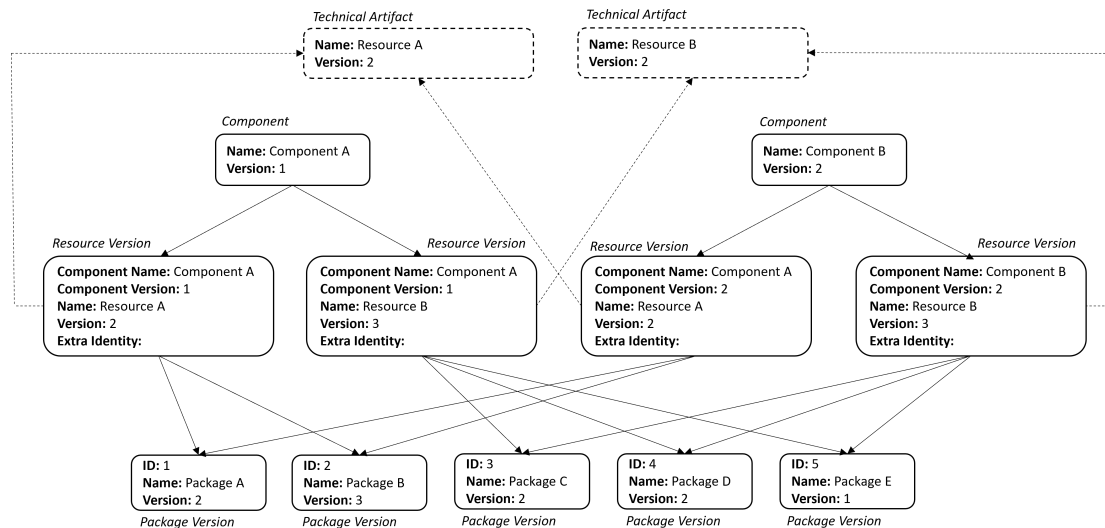 Technical Artifact
Name: Resource A
Version: 2
Technical Artifact
Name: Resource B
Version: 2
Component
Name: Component A
Version: 1
Component
Name: Component B
Version: 2
Resource Version
Component Name: Component A
Component Version: 1
Name: Resource A
Version: 2
Extra Identity:
Resource Version
Component Name: Component A
Component Version: 1
Name: Resource B
Version: 3
Extra Identity:
Resource Version
Component Name: Component A
Component Version: 2
Name: Resource A
Version: 2
Extra Identity:
Resource Version
Component Name: Component B
Component Version: 2
Name: Resource B
Version: 3
Extra Identity:
ID: 1
Name: Package A
Version: 2
Package Version
ID: 2
Name: Package B
Version: 3
Package Version
ID: 3
Name: Package C
Version: 2
Package Version
ID: 4
Name: Package D
Version: 2
Package Version
ID: 5
Name: Package E
Version: 1
Package Version